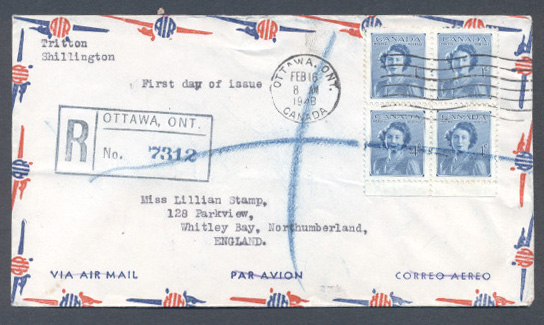 Tritton
Shillington
First day of issue
OTTAWA, ONT.
FEB 16
8 AM
1948
CANADA
CANADA
CANADA
CANADA
CANADA
R
OTTAWA, ONT.
No. 7312
Miss Lillian Stamp,
128 Parkview,
Whitley Bay, Northumberland,
ENGLAND.
VIA AIR MAIL
PAR AVION
CORREO AEREO